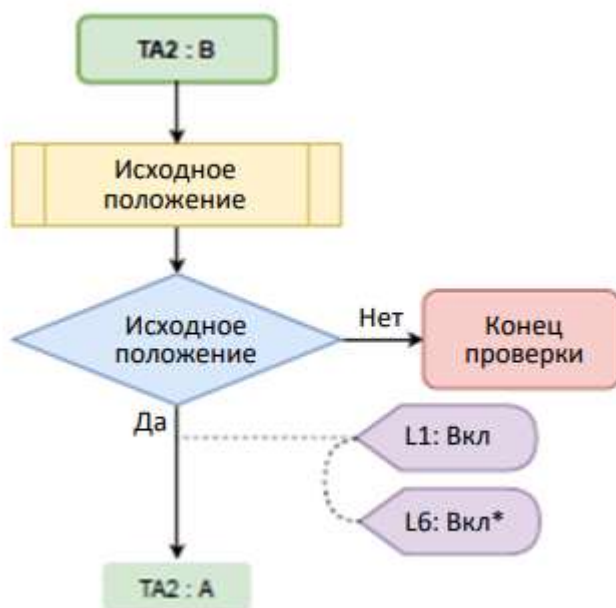 TA2 : B
Исходное
положение
Исходное
положение
Нет
Конец
проверки
Да
L1: Вкл
L6: Вкл*
TA2 : A